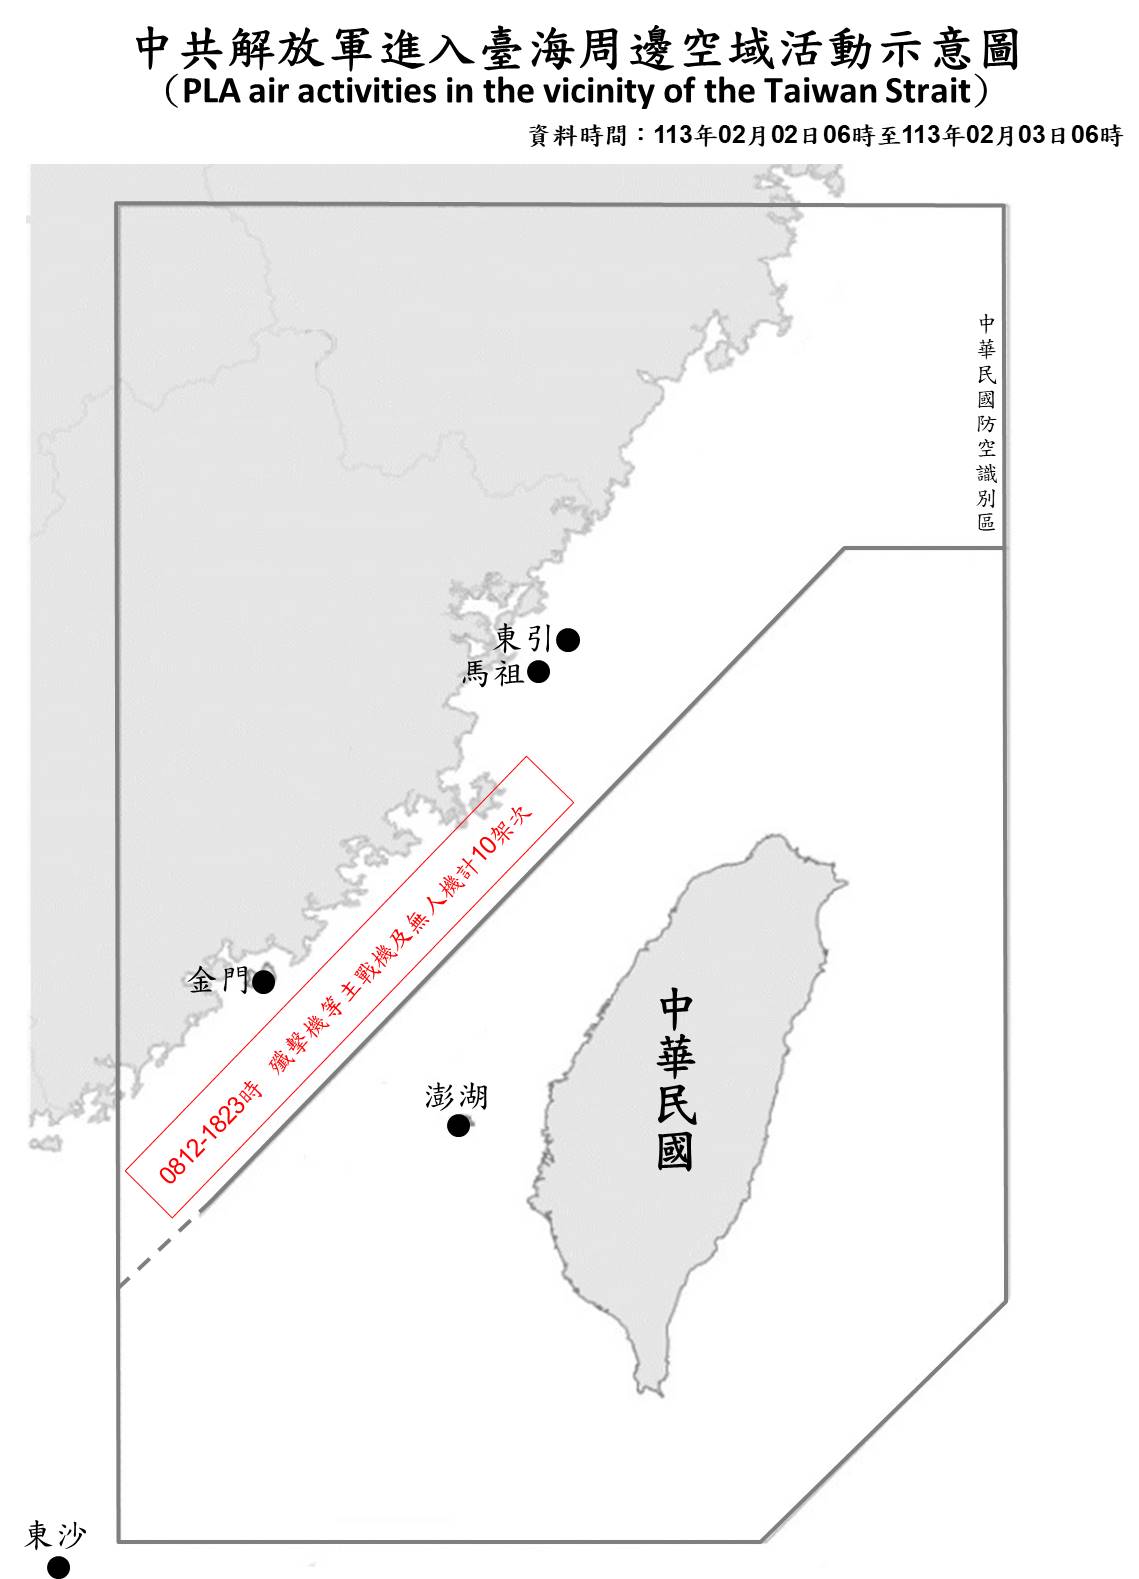 中共解放軍進入臺海周邊空域活動示意圖
（PLA air activities in the vicinity of the Taiwan Strait）
資料時間：113年02月02日06時至113年02月03日06時
中華民國防空識別區
東引
馬祖
0812-1823時 殲擊機等主戰機及無人機計10架次
金門
澎湖
中華民國
東沙